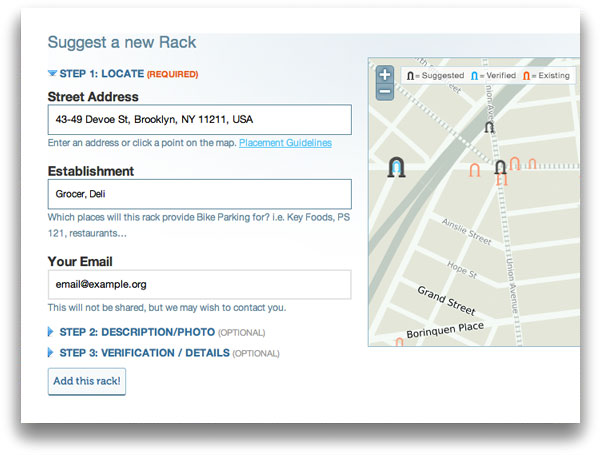 Suggest a new Rack
STEP 1: LOCATE (REQUIRED)
Street Address
43-49 Devoe St, Brooklyn, NY 11211, USA
Enter an address or click a point on the map. Placement Guidelines
Establishment
Grocer, Deli
Which places will this rack provide Bike Parking for? i.e. Key Foods, PS
121, restaurants...
Your Email
email@example.org
This will not be shared, but we may wish to contact you.
STEP 2: DESCRIPTION/PHOTO (OPTIONAL)
STEP 3: VERIFICATION / DETAILS (OPTIONAL)
Add this rack!
+
−
= Suggested
= Verified
= Existing
Union Avenue
Ainslie Street
Hope St
Union Avenue
Grand Street
Borinquen Place